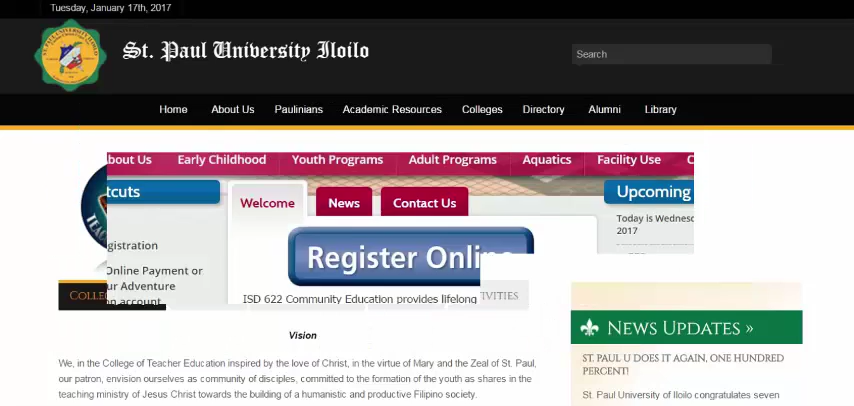 Tuesday, January 17th, 2017
St. Paul University Iloilo
Search
Home About Us Paulinians Academic Resources Colleges Directory Alumni Library
bout Us Early Childhood Youth Programs Adult Programs Aquatics Facility Use C
tcuts
Welcome News Contact Us
Upcoming
Today is Wednes
2017
gistration
Online Payment or
ur Adventure
n account
Register Onlin
ISD 622 Community Education provides lifelong
Colle
ivities
Vision
We, in the College of Teacher Education inspired by the love of Christ, in the virtue of Mary and the Zeal of St. Paul,
our patron, envision ourselves as community of disciples, committed to the formation of the youth as shares in the
teaching ministry of Jesus Christ towards the building of a humanistic and productive Filipino society.
News Updates »
St. Paul U does it again, one hundred
percent!
St. Paul University of Iloilo congratulates seven